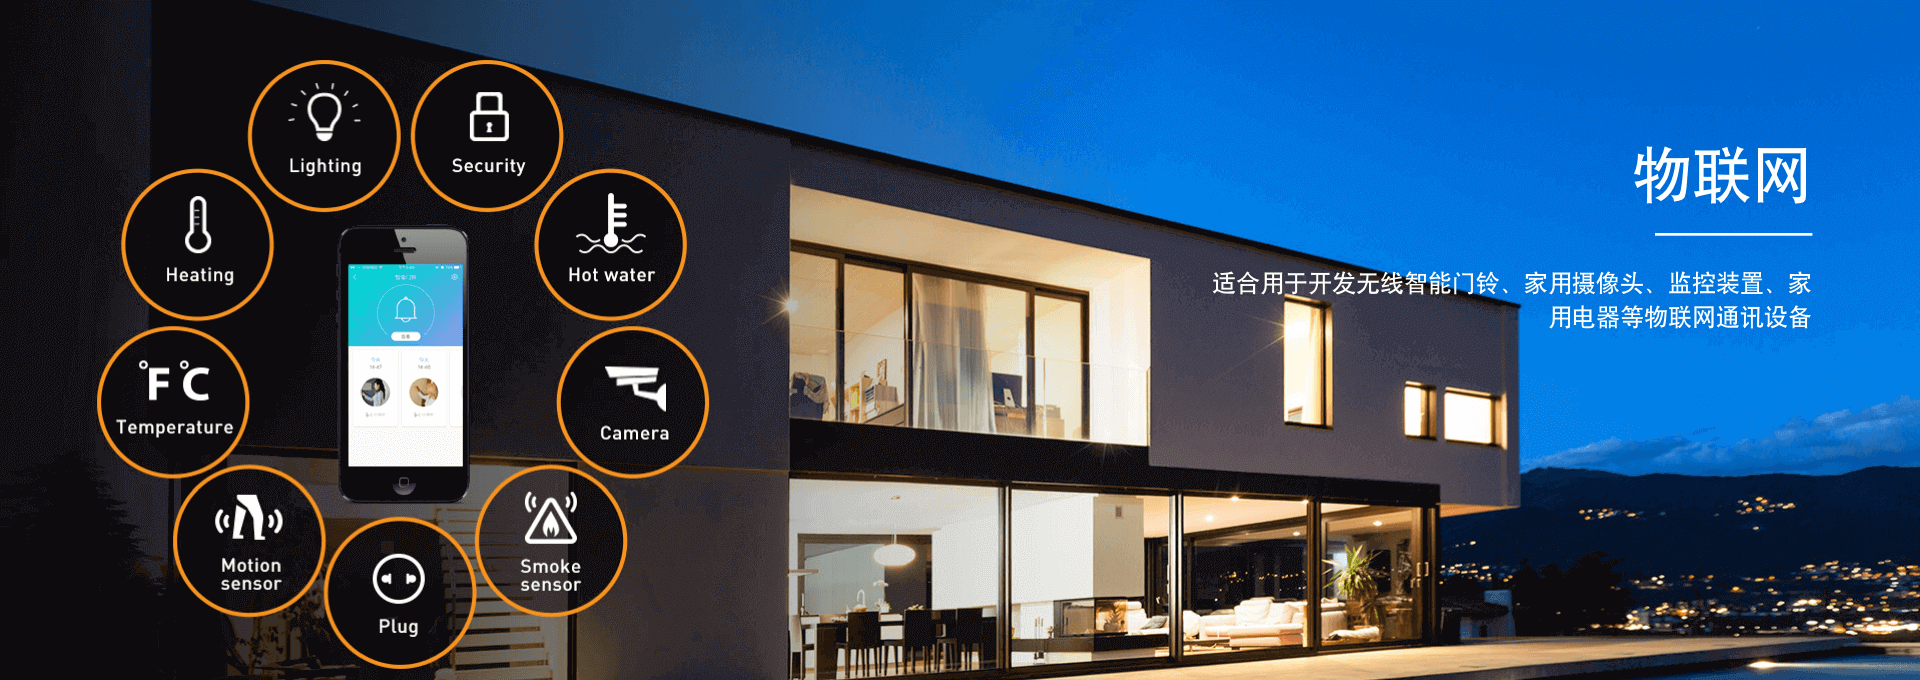 Lighting
Security
Heating
Hot water
°F °C
Temperature
Camera
Motion
sensor
Smoke
sensor
Plug
物联网
适合用于开发无线智能门铃、家用摄像头、监控装置、家
用电器等物联网通讯设备